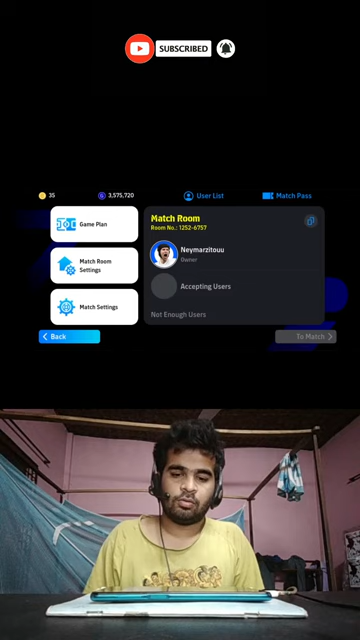 SUBSCRIBED
35
3,575,720
User List
Match Pass
Game Plan
Match Room
Settings
Match Settings
Match Room
Room No.: 1252-6757
Neymarzitouu
Owner
Accepting Users
Not Enough Users
Back
To Match